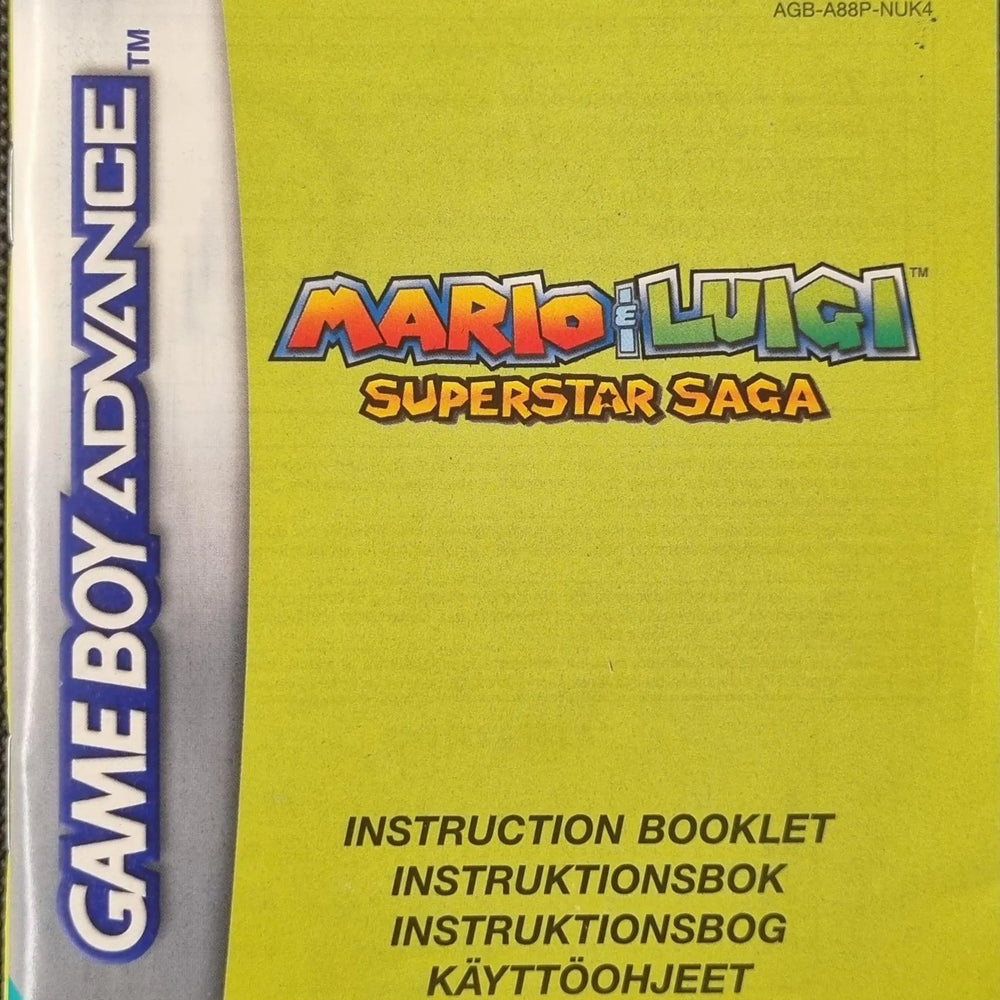 AGB-A88P-NUK4
GAME BOY ADVANCE™
MARIO & LUIGI™
SUPERSTAR SAGA
INSTRUCTION BOOKLET
INSTRUKTIONSBOK
INSTRUKTIONSBOG
KÄYTTÖOHJEET